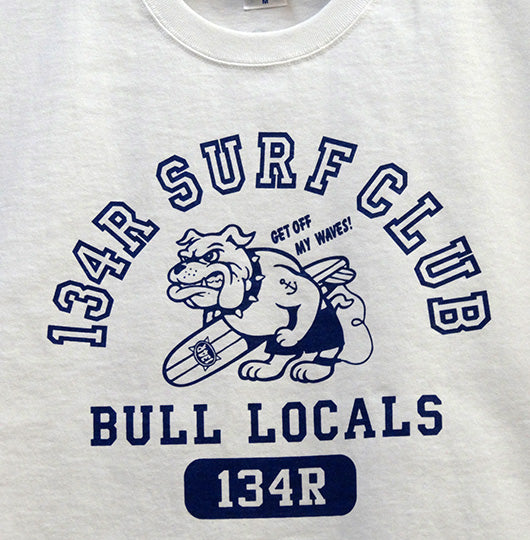 M
134R SURF CLUB
GET OFF
MY WAVES!
BULL LOCALS
134R